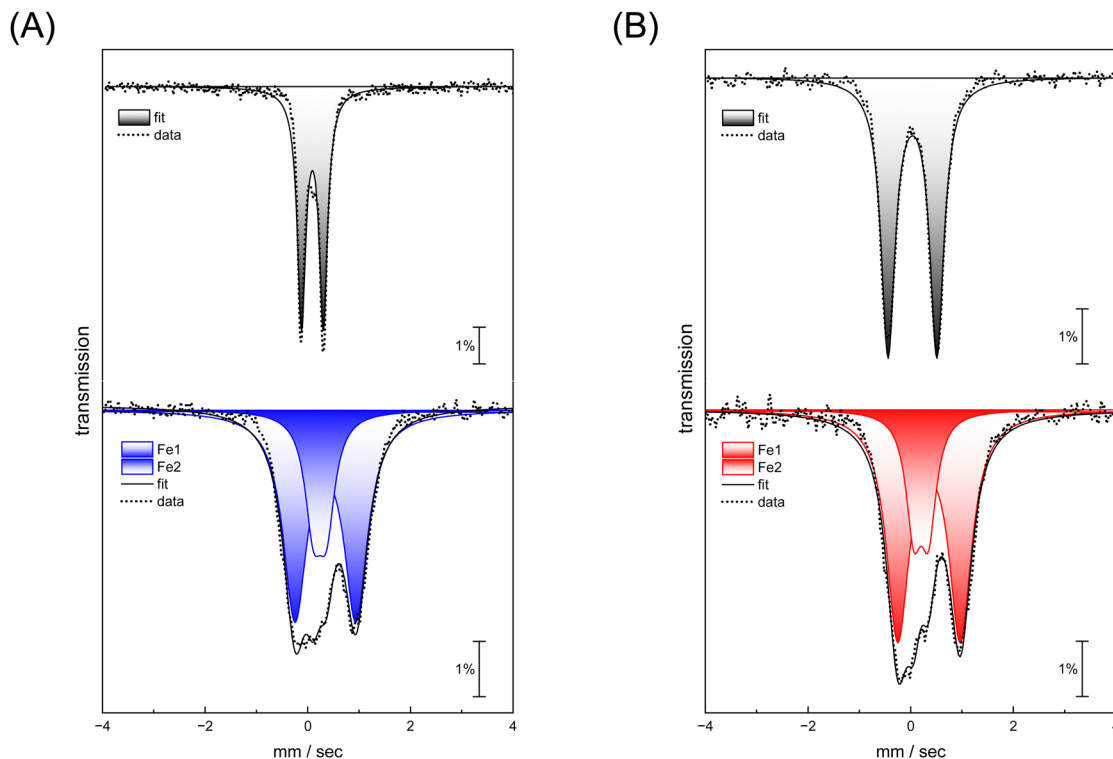 (A)
fit
data
1%
transmission
Fe1
Fe2
fit
data
1%
−4
−2
0
2
4
mm / sec
(B)
fit
data
1%
transmission
Fe1
Fe2
fit
data
1%
−4
−2
0
2
4
mm / sec